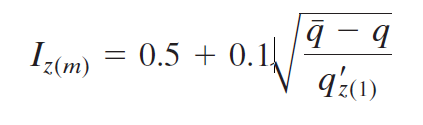 I_{z(m)} = 0.5 + 0.1\sqrt{\frac{\bar{q} - q}{q'_{z(1)}}}